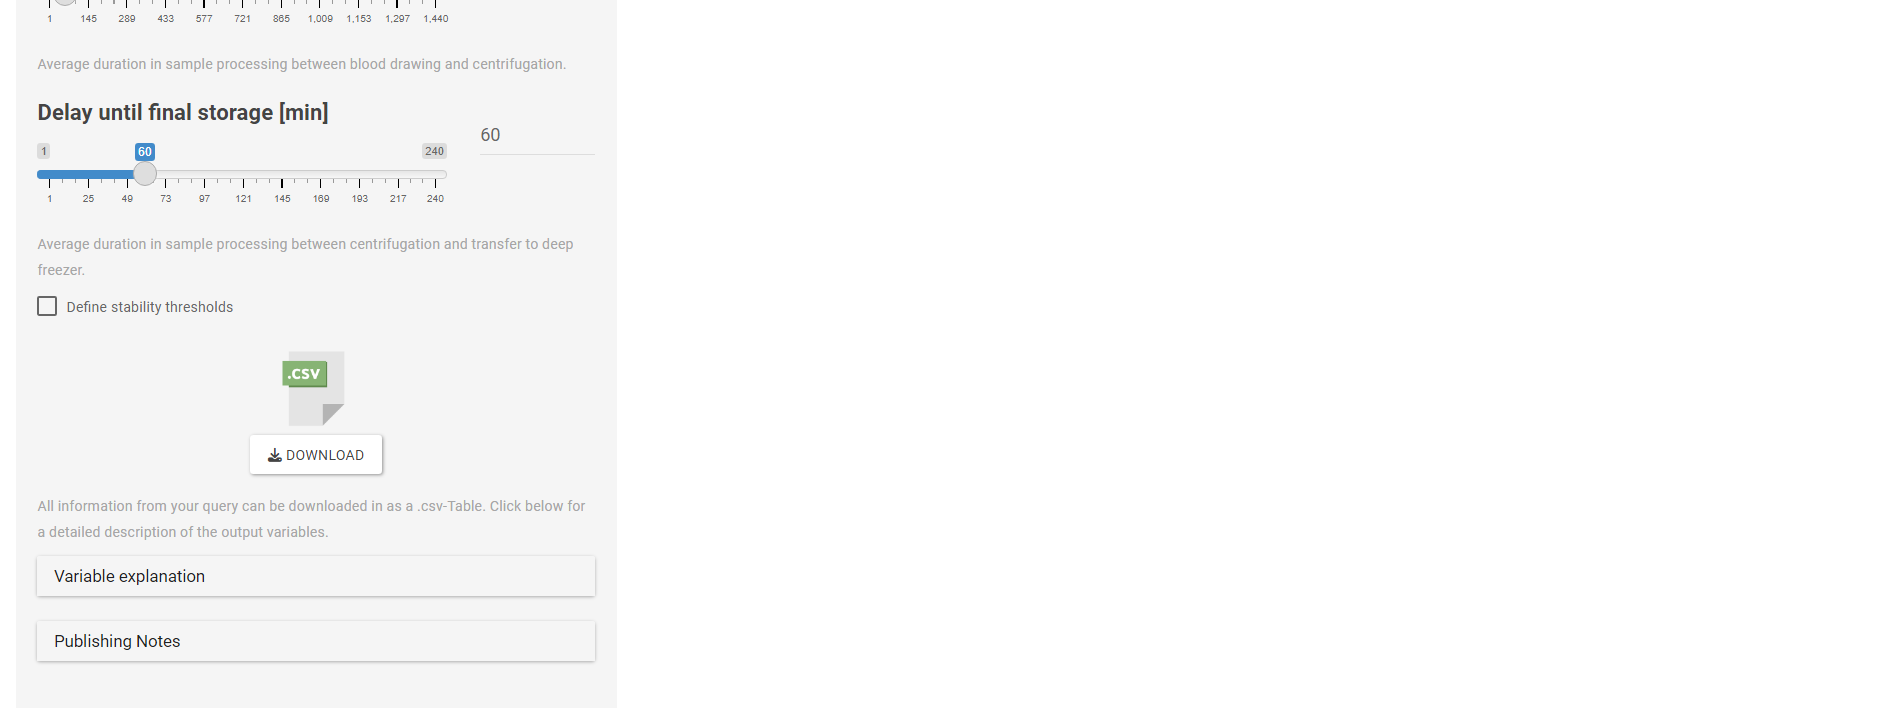 1 145 289 433 577 721 865 1,009 1,153 1,297 1,440
Average duration in sample processing between blood drawing and centrifugation.
Delay until final storage [min]
60
1 60 240
1 25 49 73 97 121 145 169 193 217 240
Average duration in sample processing between centrifugation and transfer to deep
freezer.
Define stability thresholds
.CSV
DOWNLOAD
All information from your query can be downloaded in as a .csv-Table. Click below for
a detailed description of the output variables.
Variable explanation
Publishing Notes